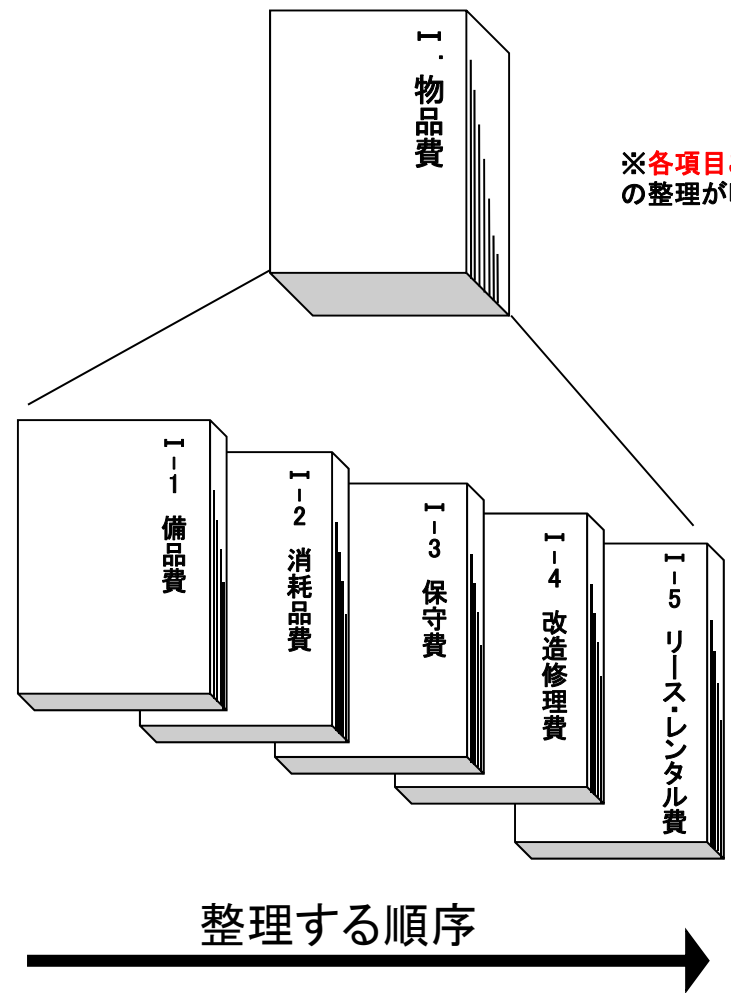 Ⅰ.物品費
※各項目
の整理が
Ⅰ-1 備品費
Ⅰ-2 消耗品費
Ⅰ-3 保守費
Ⅰ-4 改造修理費
Ⅰ-5 リース・レンタル費
整理する順序